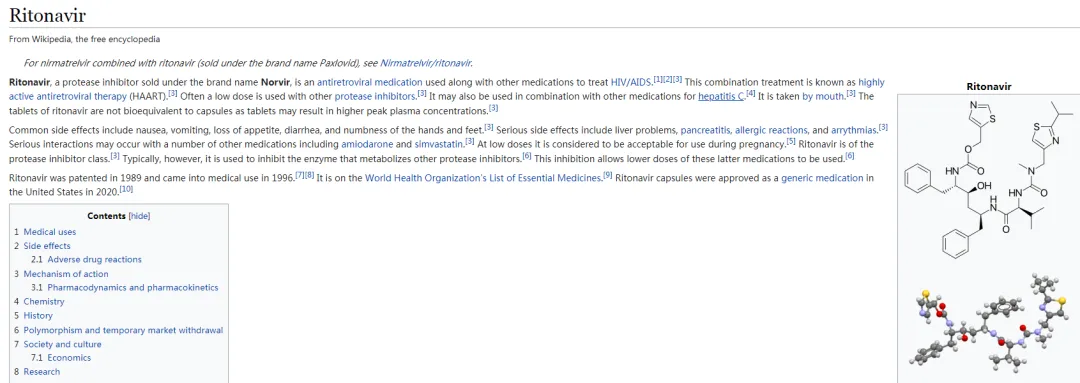 Ritonavir
From Wikipedia, the free encyclopedia
For nirmatrelvir combined with ritonavir (sold under the brand name Paxlovid), see Nirmatrelvir/ritonavir.
Ritonavir, a protease inhibitor sold under the brand name Norvir, is an antiretroviral medication used along with other medications to treat HIV/AIDS.[1][2][3] This combination treatment is known as highly
active antiretroviral therapy (HAART).[3] Often a low dose is used with other protease inhibitors.[3] It may also be used in combination with other medications for hepatitis C.[4] It is taken by mouth.[3] The
tablets of ritonavir are not bioequivalent to capsules as tablets may result in higher peak plasma concentrations.[3]
Common side effects include nausea, vomiting, loss of appetite, diarrhea, and numbness of the hands and feet.[3] Serious side effects include liver problems, pancreatitis, allergic reactions, and arrythmias.[3]
Serious interactions may occur with a number of other medications including amiodarone and simvastatin.[3] At low doses it is considered to be acceptable for use during pregnancy.[5] Ritonavir is of the
protease inhibitor class.[3] Typically, however, it is used to inhibit the enzyme that metabolizes other protease inhibitors.[6] This inhibition allows lower doses of these latter medications to be used.[6]
Ritonavir was patented in 1989 and came into medical use in 1996.[7][8] It is on the World Health Organization's List of Essential Medicines.[9] Ritonavir capsules were approved as a generic medication in
the United States in 2020.[10]
Contents [hide]
1 Medical uses
2 Side effects
2.1 Adverse drug reactions
3 Mechanism of action
3.1 Pharmacodynamics and pharmacokinetics
4 Chemistry
5 History
6 Polymorphism and temporary market withdrawal
7 Society and culture
7.1 Economics
8 Research
Ritonavir
N
S
S
N
O
HN
O
N
OH
HN
O
H
N
O